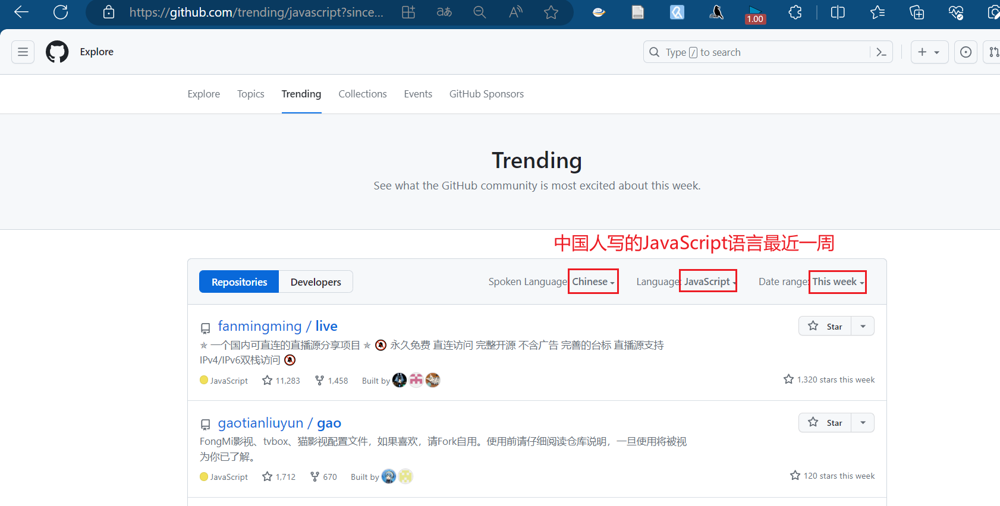 https://github.com/trending/javascript?since...
aあ
A
1.00
Explore
Type / to search
Explore Topics Trending Collections Events GitHub Sponsors
Trending
See what the GitHub community is most excited about this week.
中国人写的JavaScript语言最近一周
Repositories Developers Spoken Language Chinese Language: JavaScript Date range: This week
fanmingming / live Star
✯ 一个国内可直连的直播源分享项目 ✯ 🔕 永久免费 直连访问 完整开源 不含广告 完善的台标 直播源支持
IPv4/IPv6双栈访问 🔕
JavaScript 11,283 1,458 Built by 1,320 stars this week
gaotianliuyun / gao Star
FongMi影视、tvbox、猫影视配置文件，如果喜欢，请Fork自用。使用前请仔细阅读仓库说明，一旦使用将被视
为你已了解。
JavaScript 1,712 670 Built by 120 stars this week